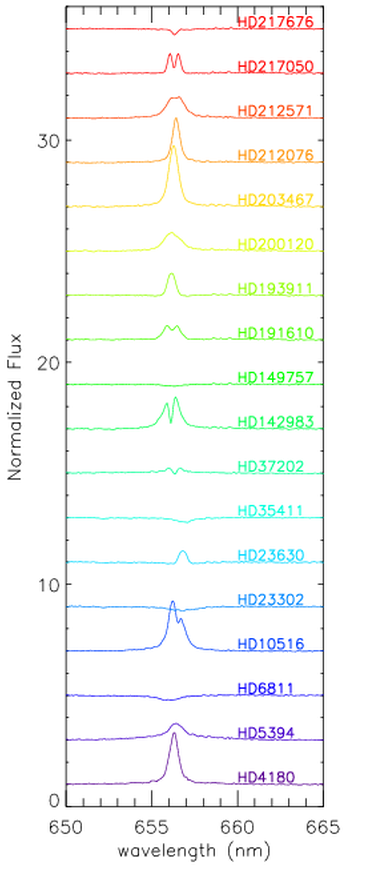 HD217676
HD217050
HD212571
30
HD212076
HD203467
HD200120
HD193911
HD191610
20
HD149757
HD142983
HD37202
HD35411
HD23630
10
HD23302
HD10516
HD6811
HD5394
HD4180
0
650 655 660 665
wavelength (nm)
Normalized Flux